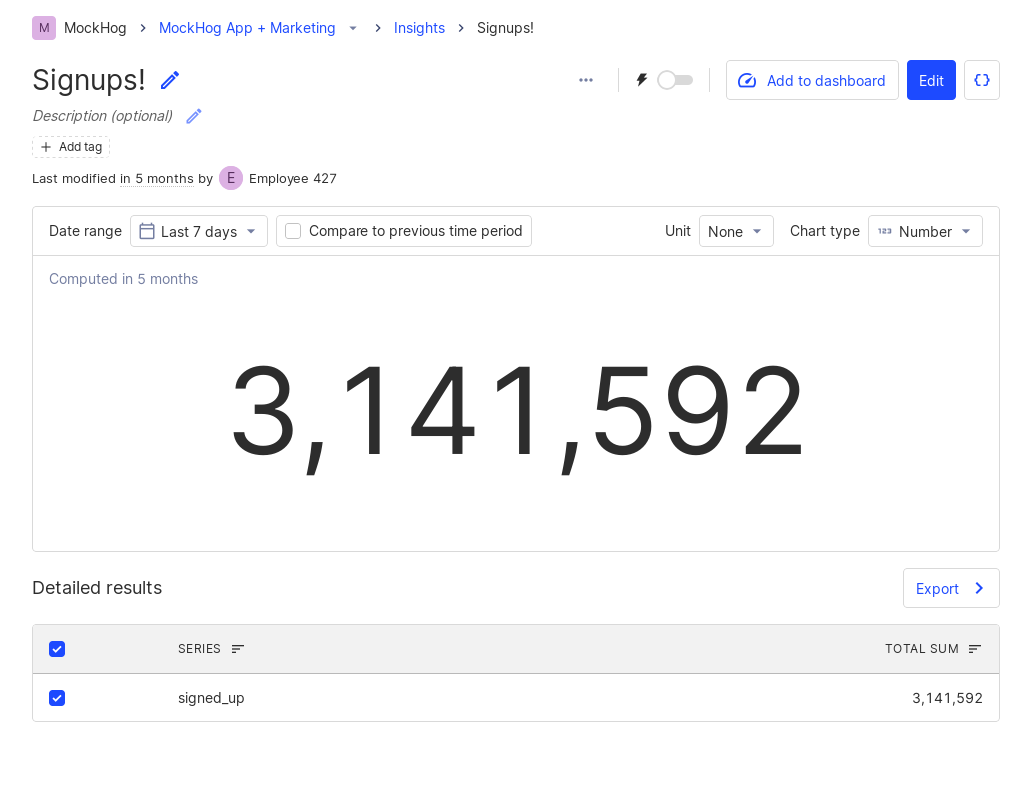 M MockHog > MockHog App + Marketing > Insights > Signups!
Signups!
Add to dashboard
Edit
Description (optional)
Add tag
Last modified in 5 months by E Employee 427
Date range Last 7 days Compare to previous time period Unit None Chart type 123 Number
Computed in 5 months
3,141,592
Detailed results
Export
SERIES TOTAL SUM
signed_up 3,141,592